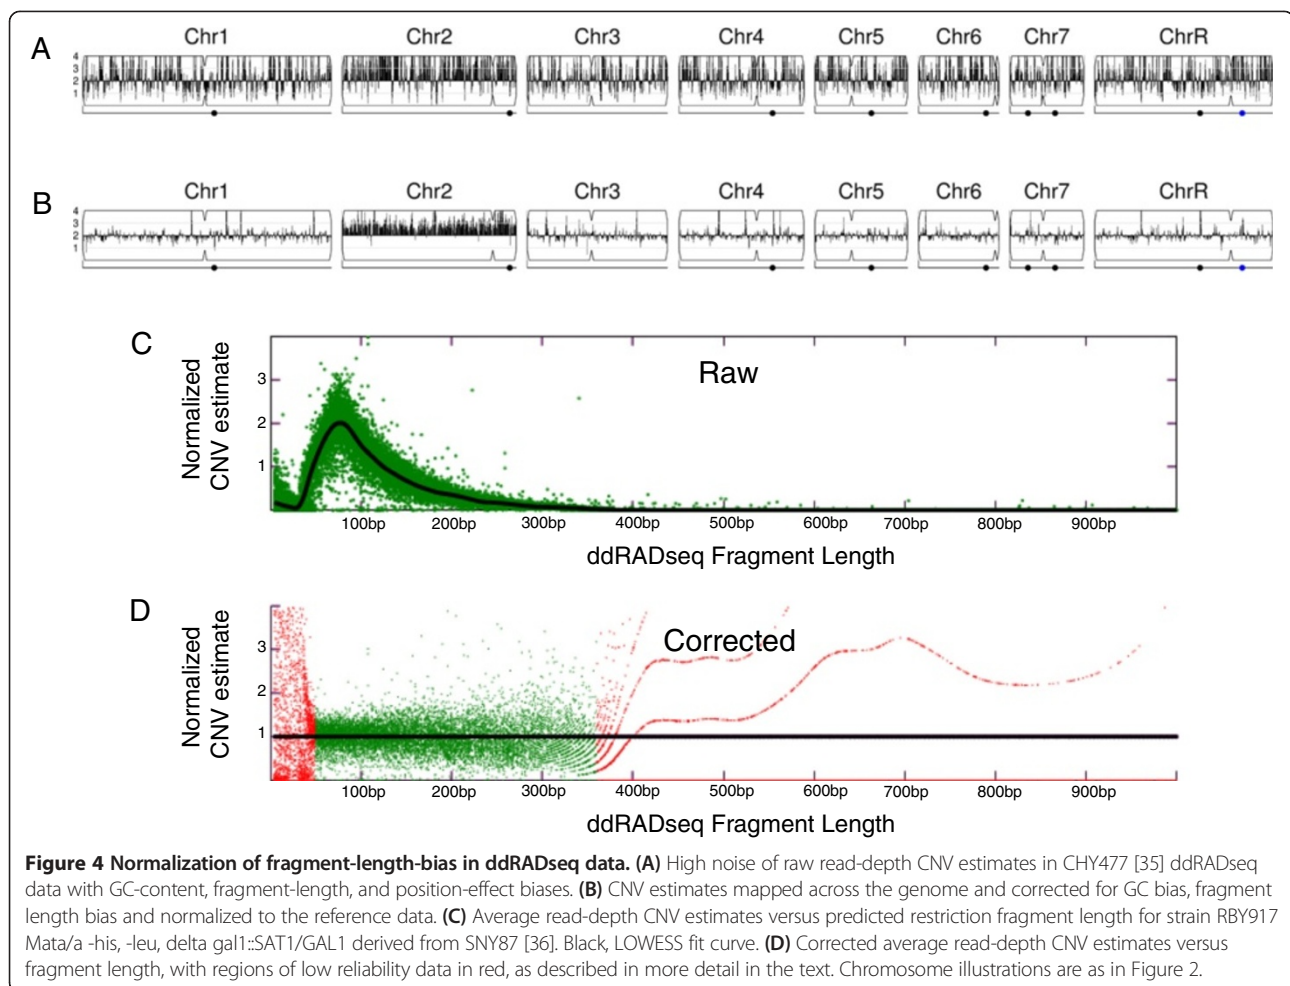 A
Chr1 Chr2 Chr3 Chr4 Chr5 Chr6 Chr7 ChrR
4
3
2
1
B
Chr1 Chr2 Chr3 Chr4 Chr5 Chr6 Chr7 ChrR
4
3
2
1
C
Normalized
CNV estimate
3
2
1
Raw
100bp 200bp 300bp 400bp 500bp 600bp 700bp 800bp 900bp
ddRADseq Fragment Length
D
Normalized
CNV estimate
3
2
1
Corrected
100bp 200bp 300bp 400bp 500bp 600bp 700bp 800bp 900bp
ddRADseq Fragment Length
Figure 4 Normalization of fragment-length-bias in ddRADseq data. (A) High noise of raw read-depth CNV estimates in CHY477 [35] ddRADseq
data with GC-content, fragment-length, and position-effect biases. (B) CNV estimates mapped across the genome and corrected for GC bias, fragment
length bias and normalized to the reference data. (C) Average read-depth CNV estimates versus predicted restriction fragment length for strain RBY917
Mata/a -his, -leu, delta gal1::SAT1/GAL1 derived from SNY87 [36]. Black, LOWESS fit curve. (D) Corrected average read-depth CNV estimates versus
fragment length, with regions of low reliability data in red, as described in more detail in the text. Chromosome illustrations are as in Figure 2.